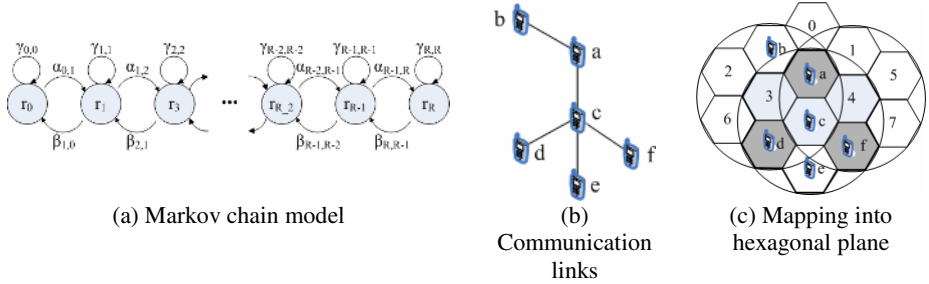 γ0,0 γ1,1 γ2,2 γR-2,R-2 γR-1,R-1 γR,R
α0,1 α1,2 αR-2,R-1 αR-1,R
r0 r1 r3 ... rR_2 rR-1 rR
β1,0 β2,1 βR-1,R-2 βR,R-1
(a) Markov chain model
b
a
c
d
f
e
(b)
Communication
links
0
b 1
2 a 5
3 4
6 c 7
d f
e
(c) Mapping into
hexagonal plane